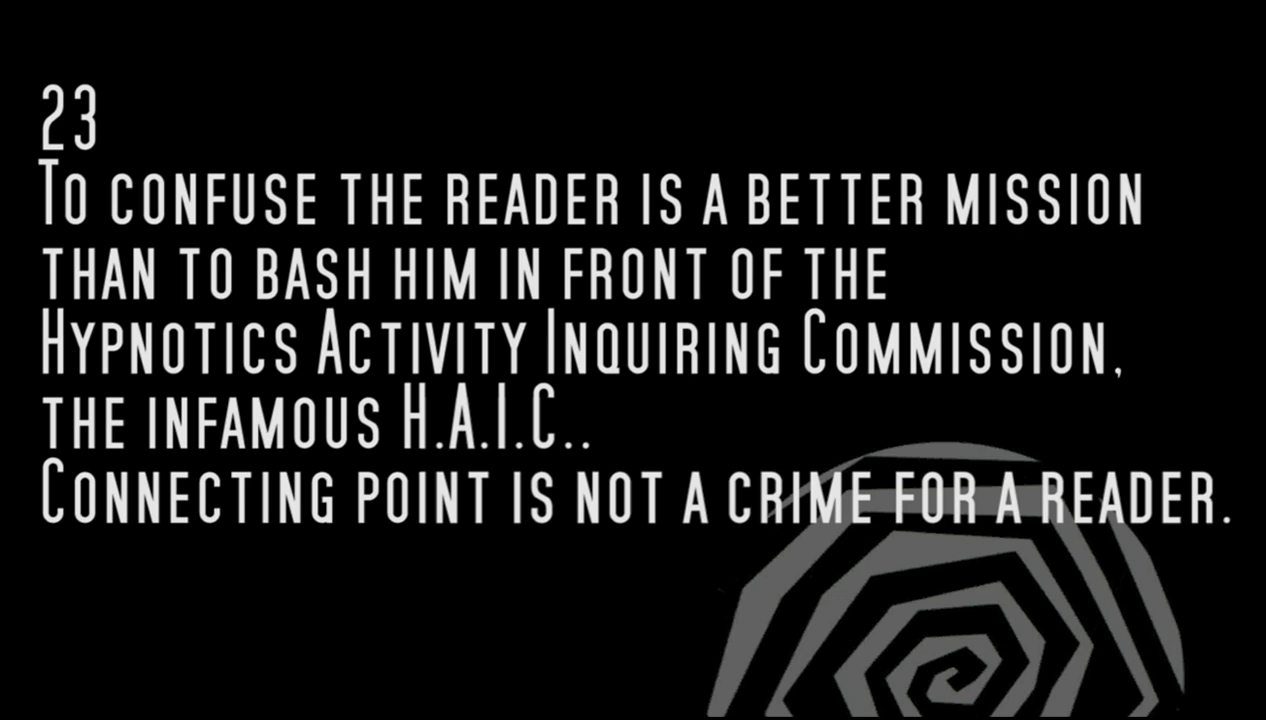 23
To confuse the reader is a better mission
than to bash him in front of the
Hypnotics Activity Inquiring Commission,
the infamous H.A.I.C..
Connecting point is not a crime for a reader.